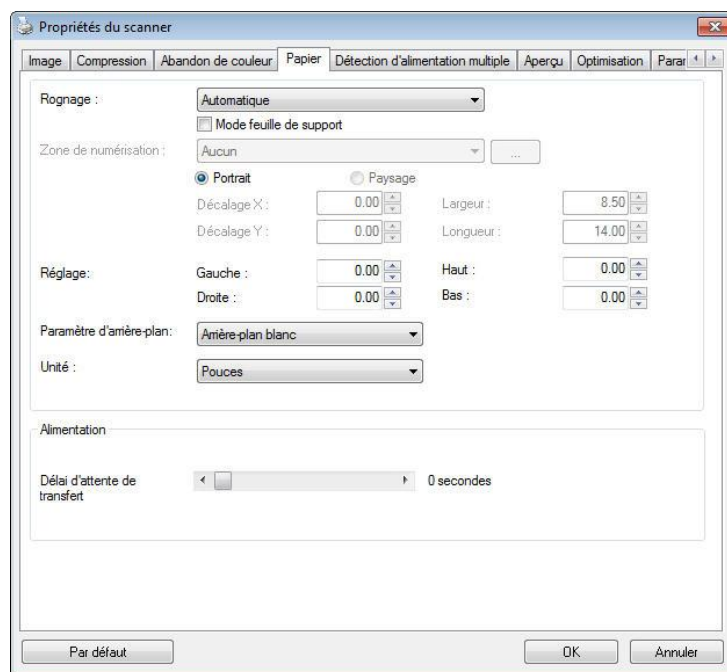 Propriétés du scanner
Image Compression Abandon de couleur Papier Détection d'alimentation multiple Aperçu Optimisation Parar
Rognage : Automatique
Mode feuille de support
Zone de numérisation : Aucun ...
Portrait Paysage
Décalage X : 0.00 Largeur : 8.50
Décalage Y : 0.00 Longueur : 14.00
Réglage: Gauche : 0.00 Haut : 0.00
Droite : 0.00 Bas : 0.00
Paramètre d'arrière-plan: Arrière-plan blanc
Unité : Pouces
Alimentation
Délai d'attente de 0 secondes
transfert
Par défaut OK Annuler